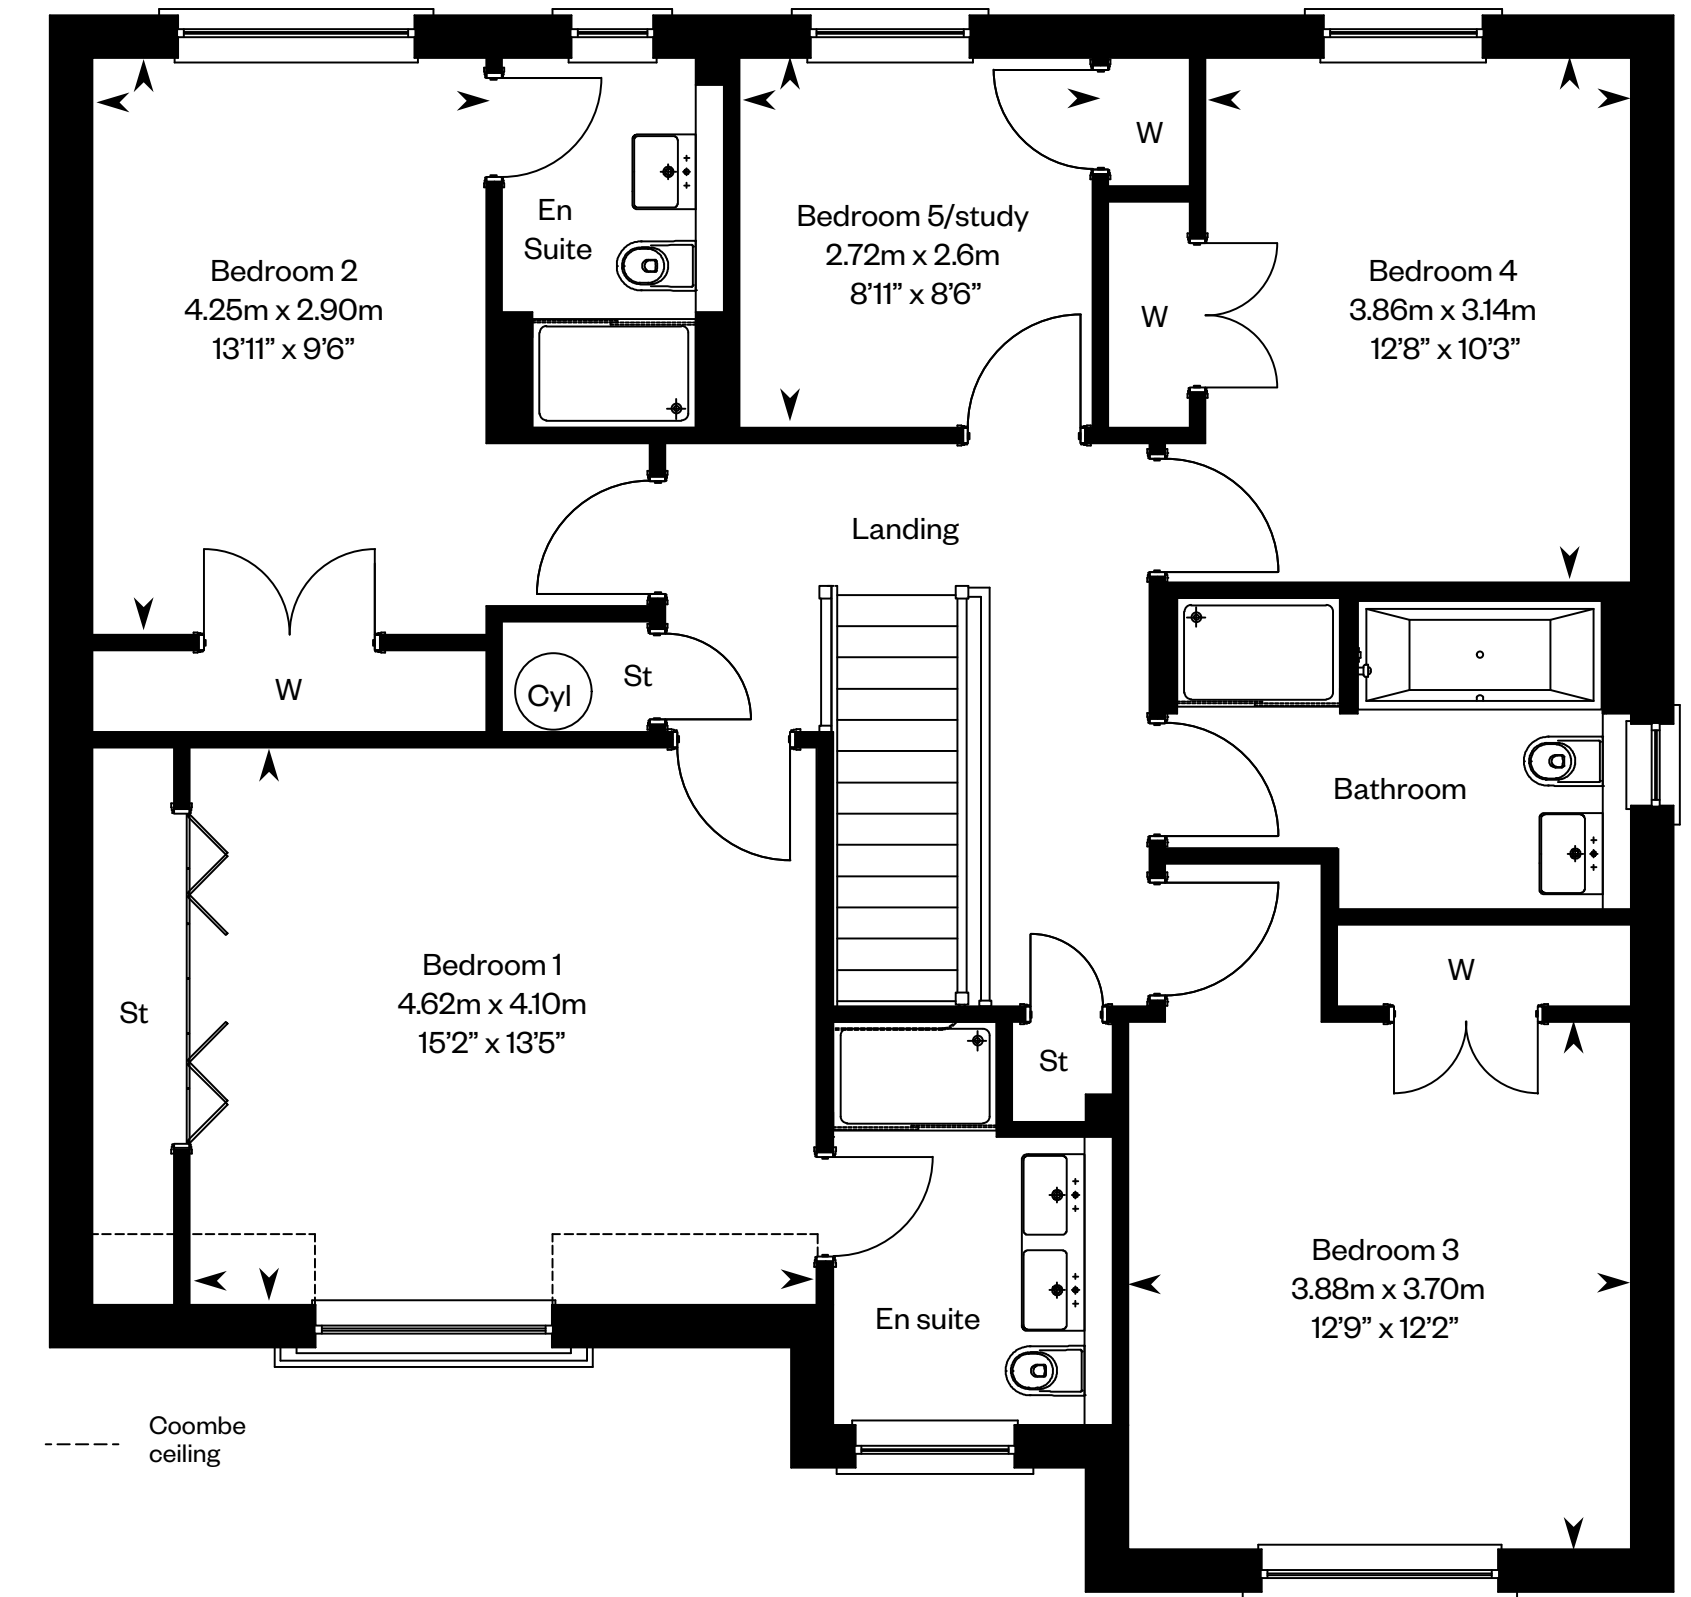 W
En
Suite
Bedroom 5/study
2.72m x 2.6m
8’11” x 8’6”
Bedroom 2
4.25m x 2.90m
13’11” x 9’6”
W
Bedroom 4
3.86m x 3.14m
12’8” x 10’3”
Landing
W
Cyl
St
Bathroom
Bedroom 1
4.62m x 4.10m
15’2” x 13’5”
St
W
St
Bedroom 3
3.88m x 3.70m
12’9” x 12’2”
En suite
Coombe
ceiling